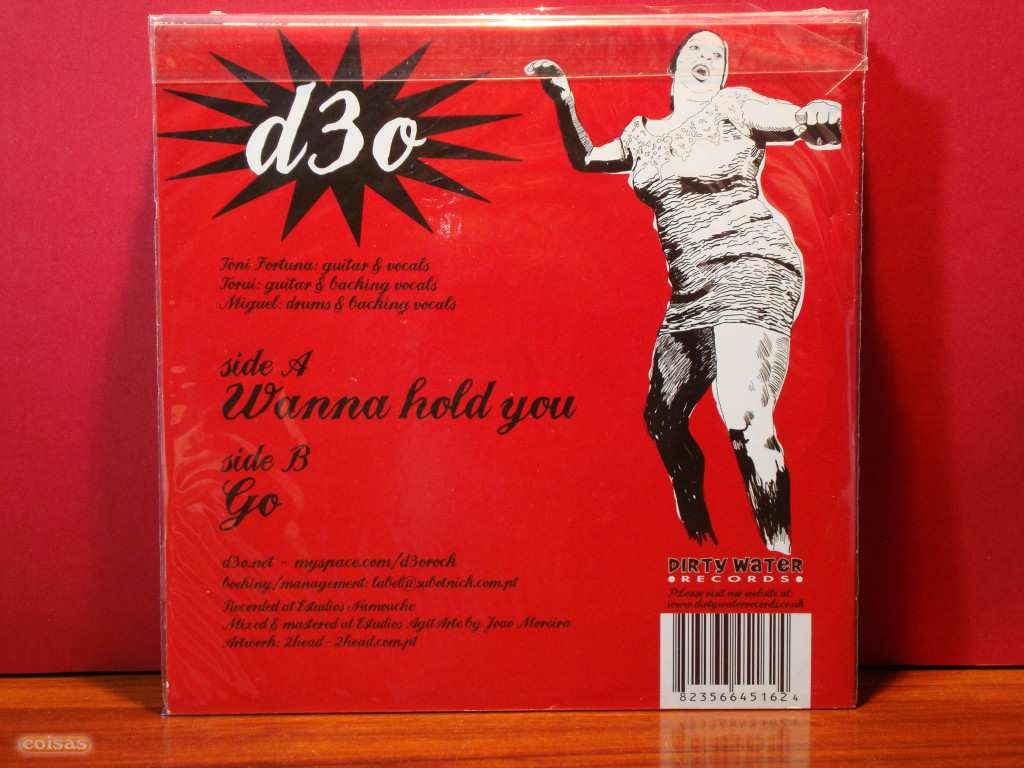 d3o
Toni Fortuna: guitar & vocals
Torui: guitar & backing vocals
Miguel: drums & backing vocals
side A
Wanna hold you
side B
Go
d3o.net - myspace.com/d3orock
booking/management: label@subotnick.com.pt
Recorded at Estudios Namouche
Mixed & mastered at Estudios AgitArte by Joao Moreira
Artwork: 2head - 2head.com.pt
DIRTY WATER
• RECORDS •
Please visit our website at:
www.dirtywaterrecords.co.uk
823566451624
coisas